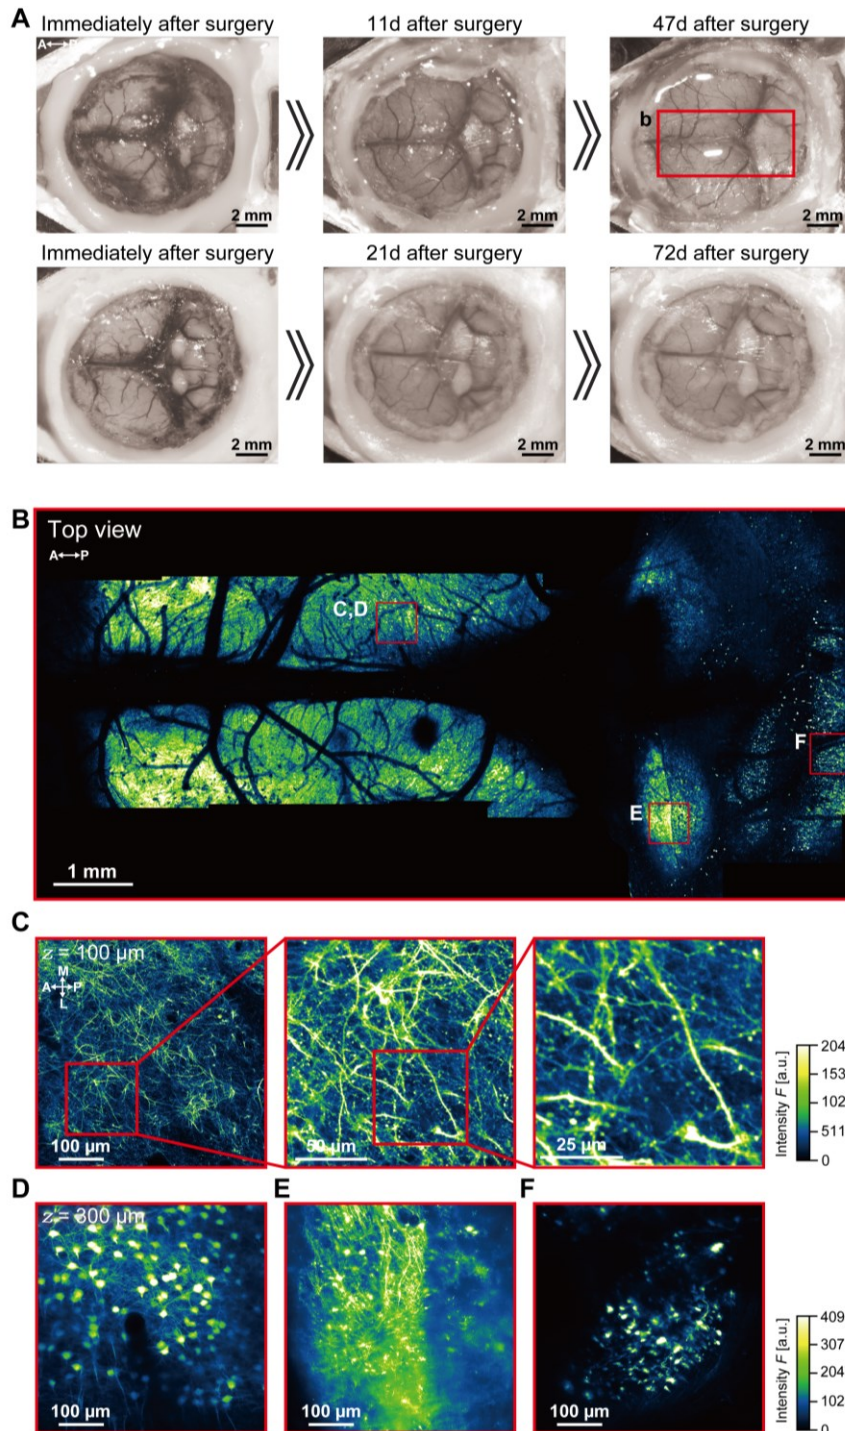 A
Immediately after surgery 11d after surgery 47d after surgery
A
b
2 mm 2 mm 2 mm
Immediately after surgery 21d after surgery 72d after surgery
2 mm 2 mm 2 mm
B
Top view
A P
C,D
F
E
1 mm
C
z = 100 µm
M
A P
L
100 µm 50 µm 25 µm
Intensity F [a.u.]
204
153
102
511
0
D E F
z = 300 µm
100 µm 100 µm 100 µm
Intensity F [a.u.]
409
307
204
102
0